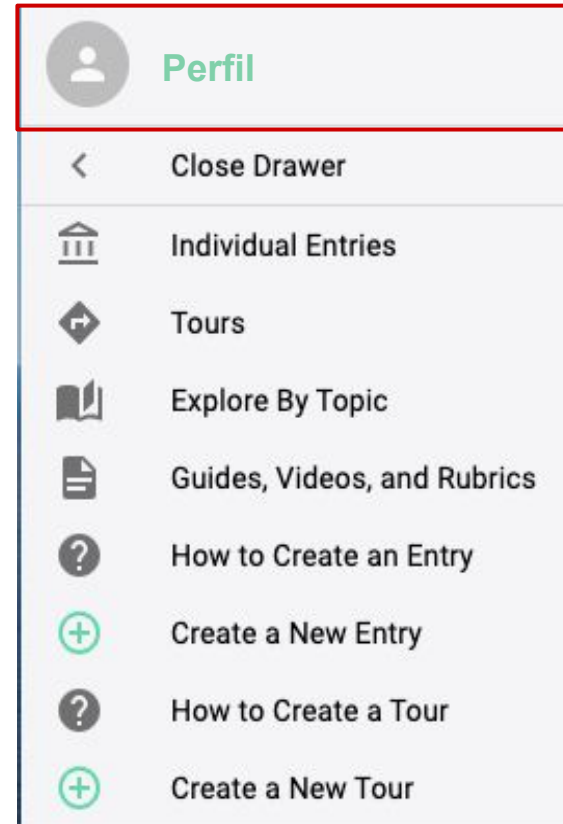 Perfil
Close Drawer
Individual Entries
Tours
Explore By Topic
Guides, Videos, and Rubrics
How to Create an Entry
Create a New Entry
How to Create a Tour
Create a New Tour